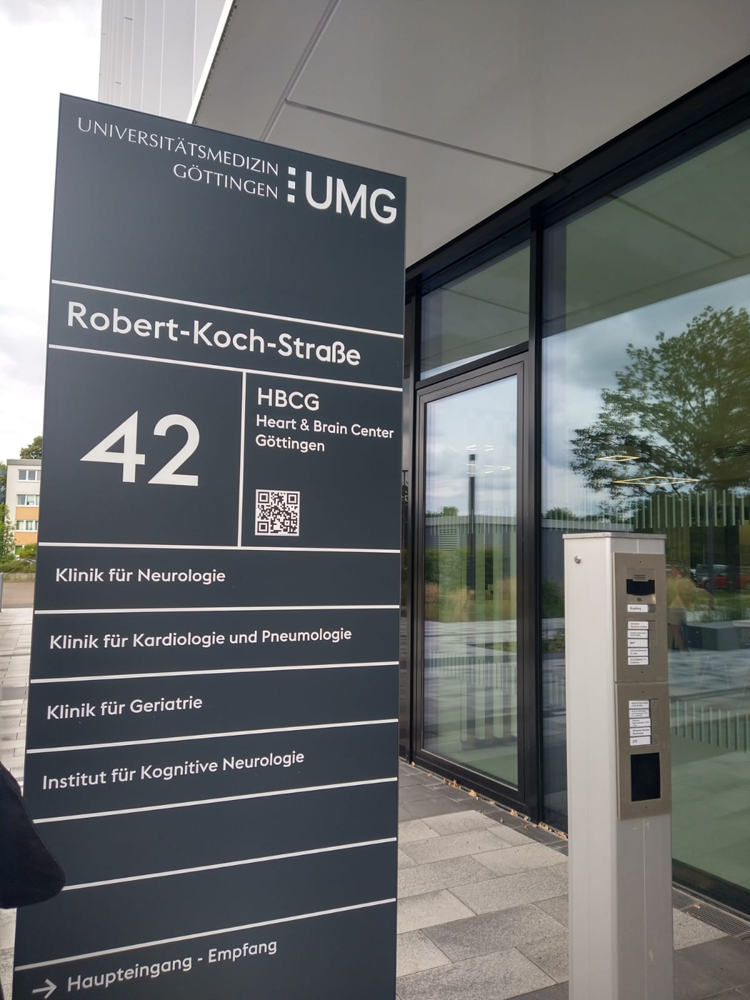 UNIVERSITÄTSMEDIZIN
GÖTTINGEN
UMG
Robert-Koch-Straße
42
HBCG
Heart & Brain Center
Göttingen
Klinik für Neurologie
Klinik für Kardiologie und Pneumologie
Klinik für Geriatrie
Institut für Kognitive Neurologie
→ Haupteingang - Empfang
Empfang